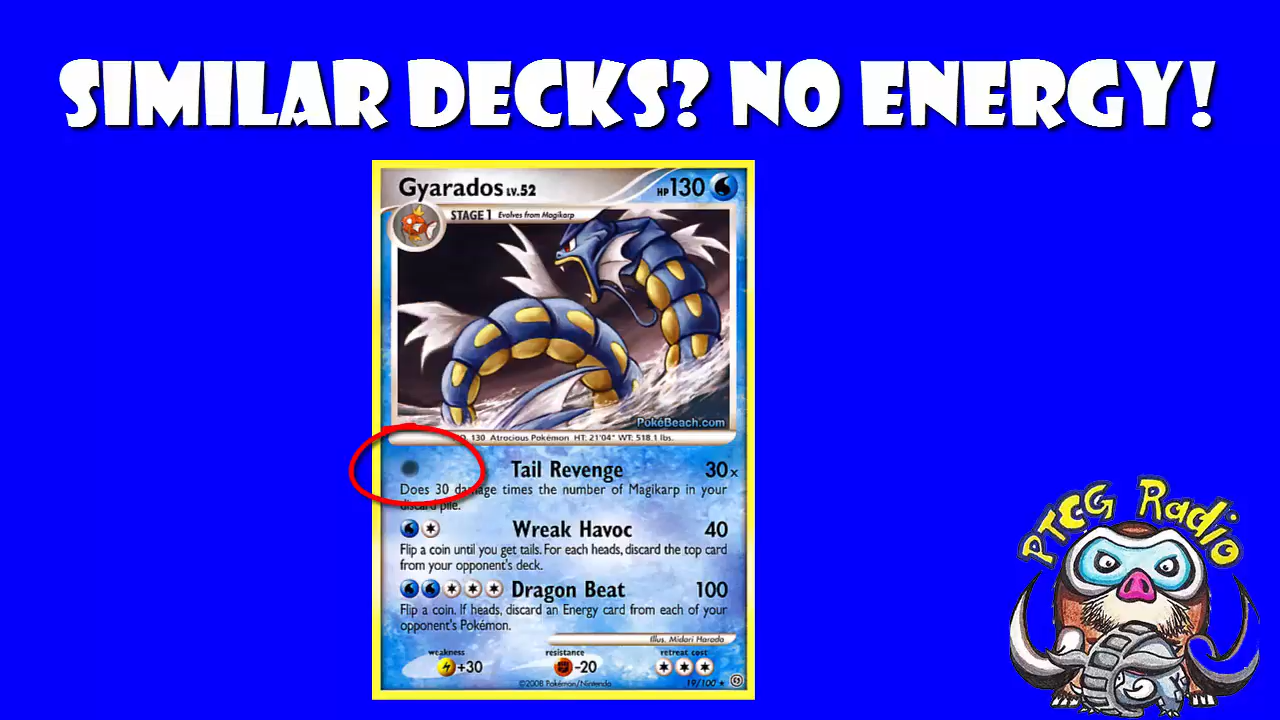 SIMILAR DECKS? NO ENERGY!
Gyarados LV.52 HP 130
STAGE 1 Evolves from Magikarp
PokéBeach.com
130 Atrocious Pokémon HT: 21'04" WT: 518.1 lbs.
Tail Revenge 30x
Does 30 damage times the number of Magikarp in your
discard pile.
Wreak Havoc 40
Flip a coin until you get tails. For each heads, discard the top card
from your opponent's deck.
Dragon Beat 100
Flip a coin. If heads, discard an Energy card from each of your
opponent's Pokémon.
Illus. Midori Harada
weakness resistance retreat cost
+30 -20
©2008 Pokémon/Nintendo 19/100
PTCG Radio